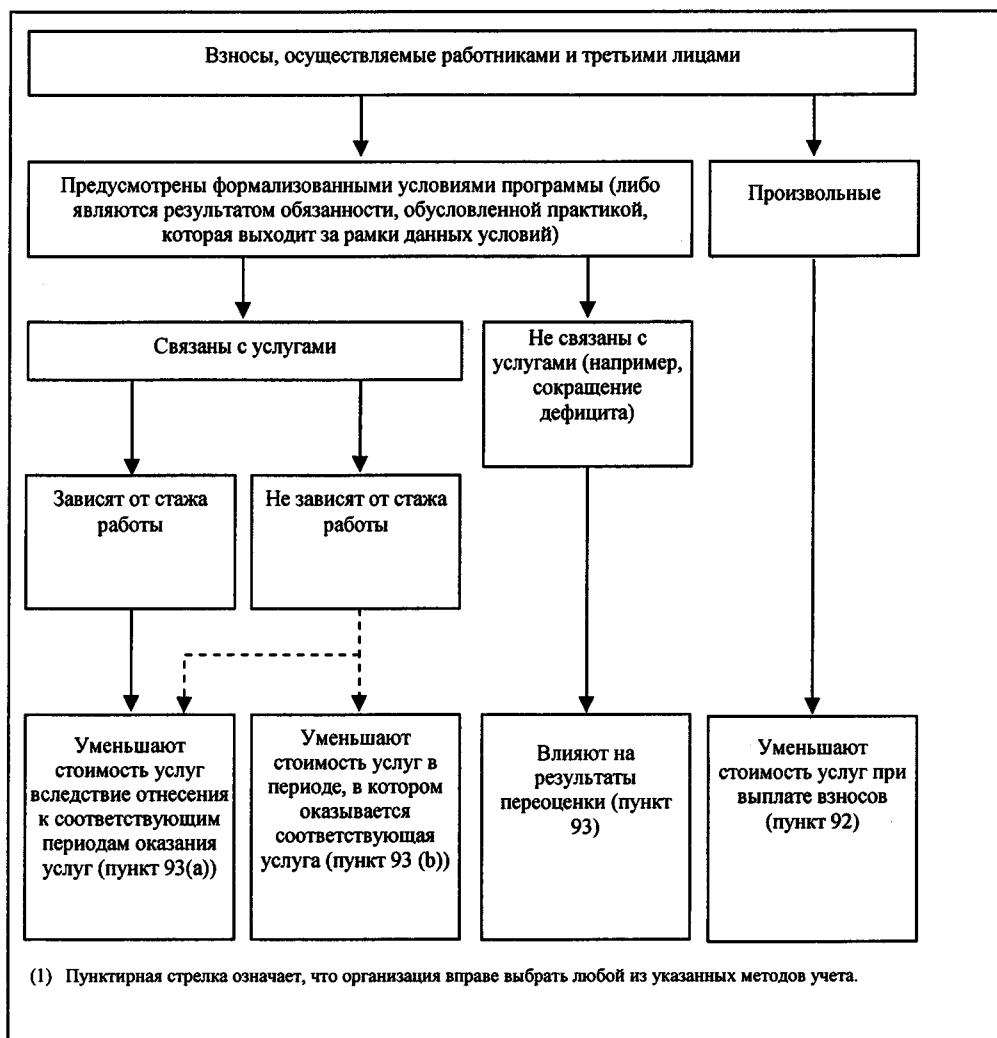 Взносы, осуществляемые работниками и третьими лицами
Предусмотрены формализованными условиями программы (либо
являются результатом обязанности, обусловленной практикой,
которая выходит за рамки данных условий)
Произвольные
Связаны с услугами
Не связаны с
услугами (например,
сокращение
дефицита)
Зависят от стажа
работы
Не зависят от стажа
работы
Уменьшают
стоимость услуг
вследствие отнесения
к соответствующим
периодам оказания
услуг (пункт 93(a))
Уменьшают
стоимость услуг в
периоде, в котором
оказывается
соответствующая
услуга (пункт 93 (b))
Влияют на
результаты
переоценки (пункт
93)
Уменьшают
стоимость услуг при
выплате взносов
(пункт 92)
(1) Пунктирная стрелка означает, что организация вправе выбрать любой из указанных методов учета.